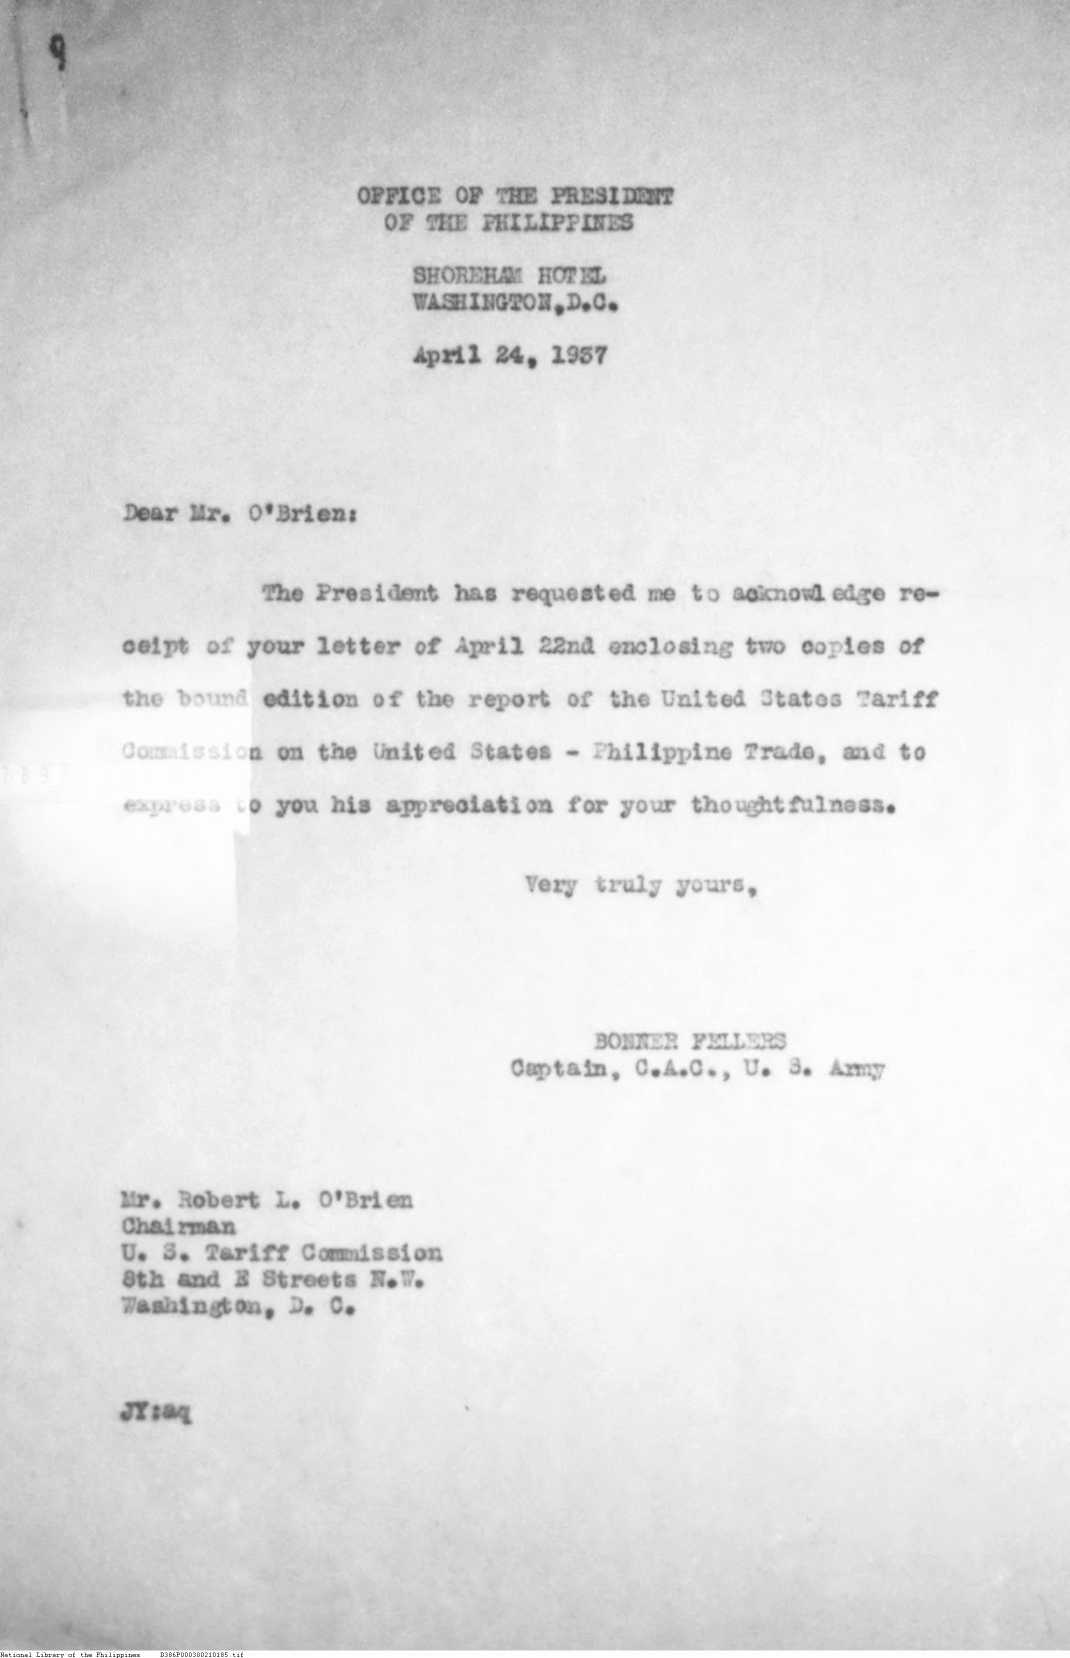 9
OFFICE OF THE PRESIDENT
OF THE PHILIPPINES
SHOREHAM HOTEL
WASHINGTON,D.C.
April 24, 1937
Dear Mr. O'Brien:
The President has requested me to acknowledge re-
ceipt of your letter of April 22nd enclosing two copies of
the bound edition of the report of the United States Tariff
Commission on the United States - Philippine Trade, and to
express to you his appreciation for your thoughtfulness.
Very truly yours,
BONNER FELLERS
Captain, C.A.C., U. S. Army
Mr. Robert L. O'Brien
Chairman
U. S. Tariff Commission
8th and E Streets N.W.
Washington, D. C.
JY:aq
National Library of the Philippines D386P000380210185.tif